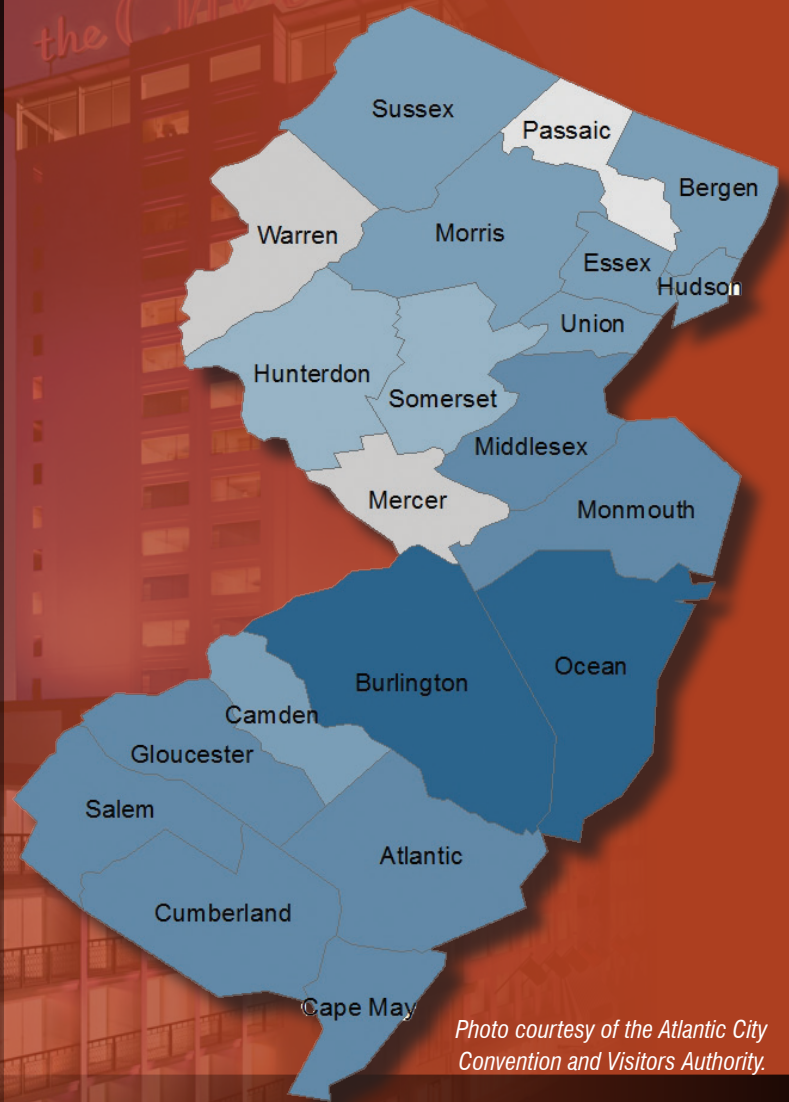 the
Sussex
Passaic
Bergen
Warren
Morris
Essex
Hudson
Union
Hunterdon
Somerset
Middlesex
Mercer
Monmouth
Ocean
Burlington
Camden
Gloucester
Salem
Atlantic
Cumberland
Cape May
Photo courtesy of the Atlantic City
Convention and Visitors Authority.